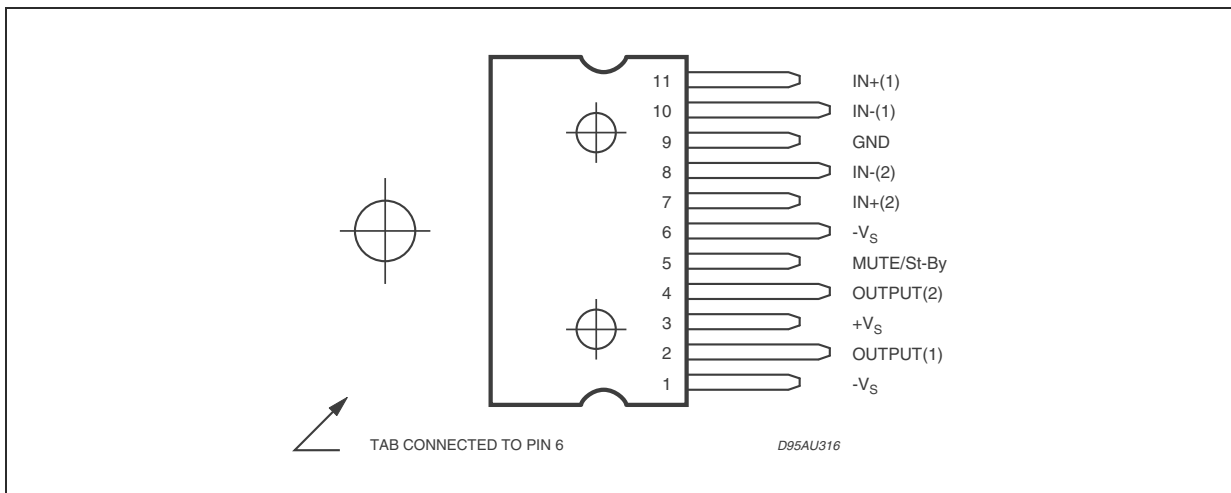 11 IN+(1)
10 IN-(1)
9 GND
8 IN-(2)
7 IN+(2)
6 -VS
5 MUTE/St-By
4 OUTPUT(2)
3 +VS
2 OUTPUT(1)
1 -VS
TAB CONNECTED TO PIN 6
D95AU316